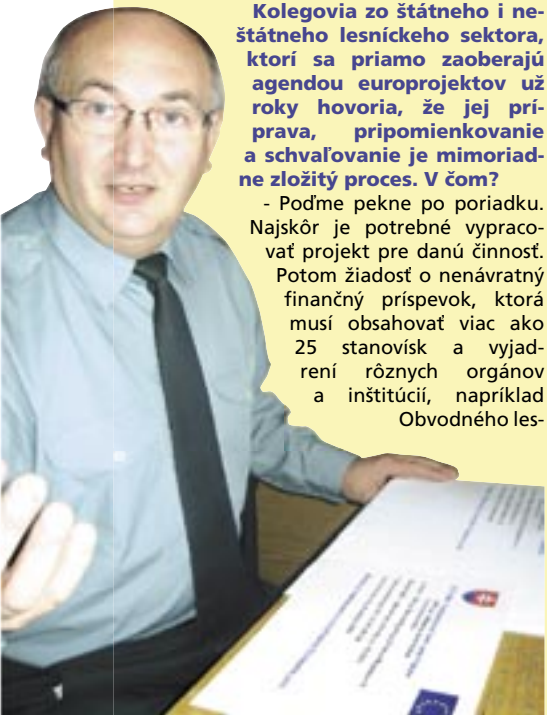 Kolegovia zo štátneho i ne-
štátneho lesníckeho sektora,
ktorí sa priamo zaoberajú
agendou europrojektov už
roky hovoria, že jej prí-
prava, pripomienkovanie
a schvaľovanie je mimoriad-
ne zložitý proces. V čom?
- Poďme pekne po poriadku.
Najskôr je potrebné vypraco-
vať projekt pre danú činnosť.
Potom žiadosť o nenávratný
finančný príspevok, ktorá
musí obsahovať viac ako
25 stanovísk a vyjad-
rení rôznych orgánov
a inštitúcií, napríklad
Obvodného les-